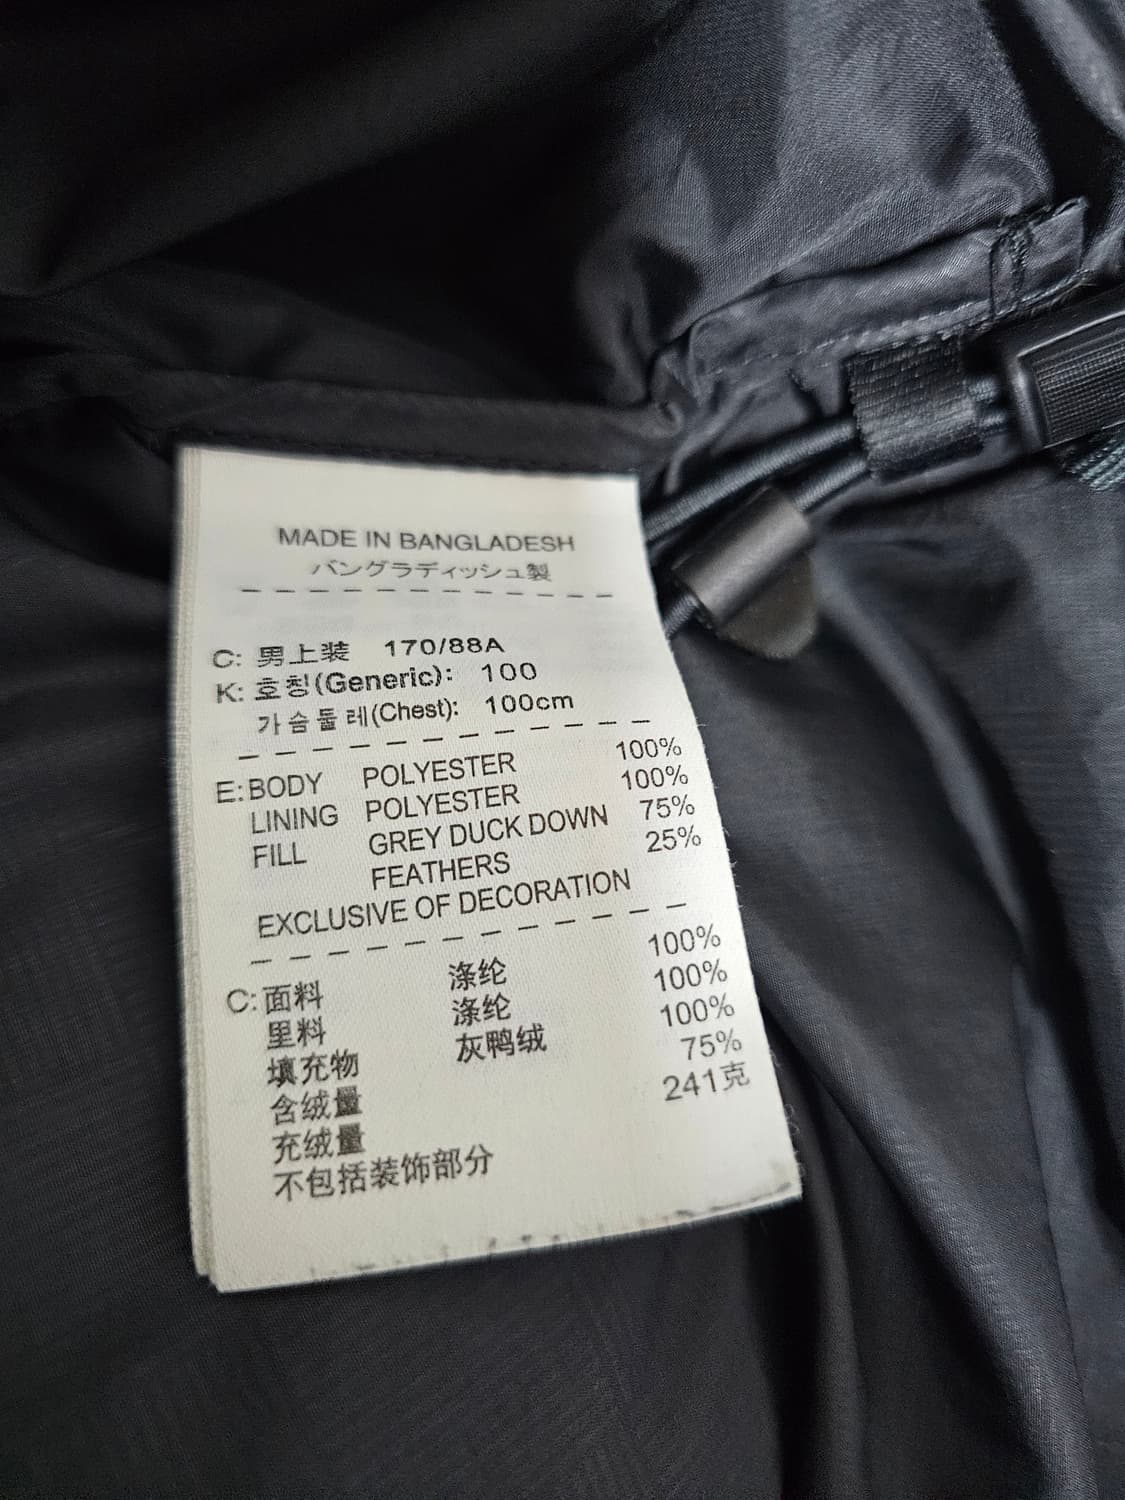 MADE IN BANGLADESH
バングラディッシュ製
C: 男上装 170/88A
K: 호칭(Generic): 100
가슴둘레(Chest): 100cm
E: BODY POLYESTER 100%
LINING POLYESTER 100%
FILL GREY DUCK DOWN 75%
FEATHERS 25%
EXCLUSIVE OF DECORATION
C: 面料 涤纶 100%
里料 涤纶 100%
填充物 灰鸭绒 100%
含绒量 75%
充绒量 241克
不包括装饰部分